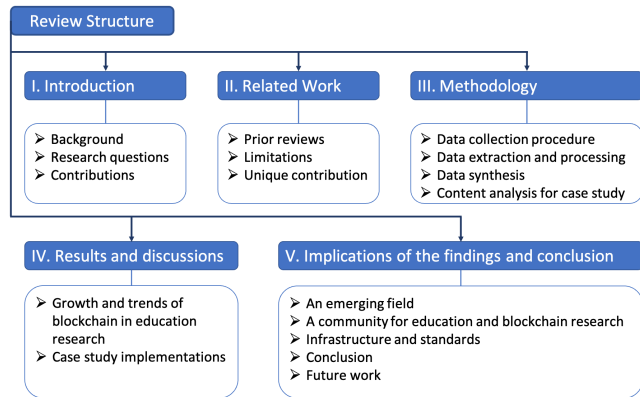 Review Structure
I. Introduction
II. Related Work
III. Methodology
➢ Background
➢ Research questions
➢ Contributions
➢ Prior reviews
➢ Limitations
➢ Unique contribution
➢ Data collection procedure
➢ Data extraction and processing
➢ Data synthesis
➢ Content analysis for case study
IV. Results and discussions
V. Implications of the findings and conclusion
➢ Growth and trends of
blockchain in education
research
➢ Case study implementations
➢ An emerging field
➢ A community for education and blockchain research
➢ Infrastructure and standards
➢ Conclusion
➢ Future work